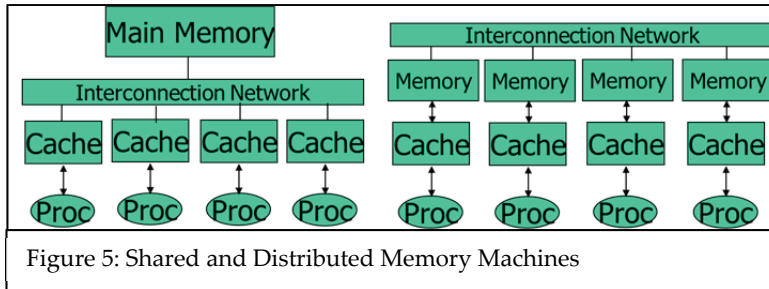 Main Memory
Interconnection Network
Cache Cache Cache Cache
Proc Proc Proc Proc
Interconnection Network
Memory Memory Memory Memory
Cache Cache Cache Cache
Proc Proc Proc Proc
Figure 5: Shared and Distributed Memory Machines